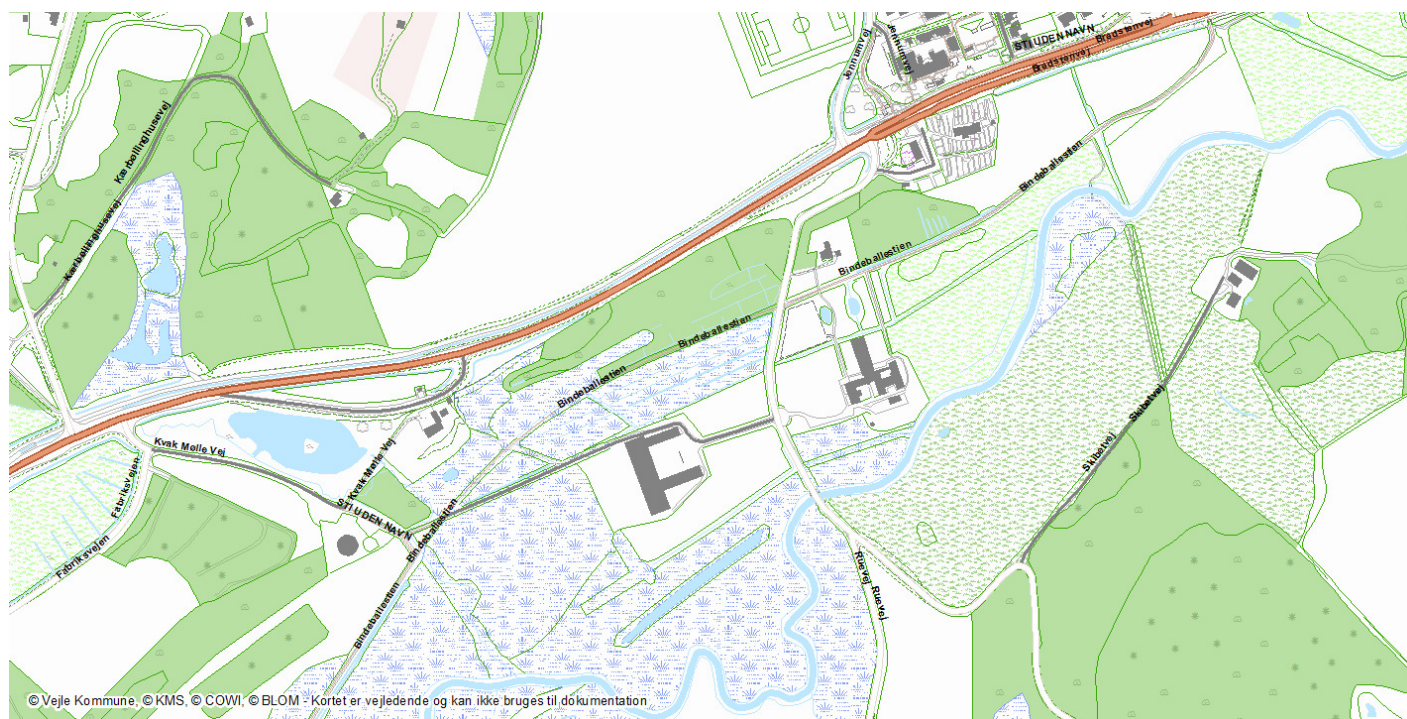 STI UDEN NAVN
Bredstenvej
Bredstenvej
Jennumvej
Jennumvej
Kærbøllinghusevej
Kærbøllinghusevej
Bindeballestien
Bindeballestien
Bindeballestien
Bindeballestien
Skibetvej
Skibetvej
Kvak Mølle Vej
Kvak Mølle Vej
STI UDEN NAVN
Fabriksvejen
Fabriksvejen
Bindeballestien
Bindeballestien
Ruevej Ruevej
© Vejle Kommune, © KMS, © COWI, © BLOM - Kortet er vejledende og kan ikke bruges til dokumentation